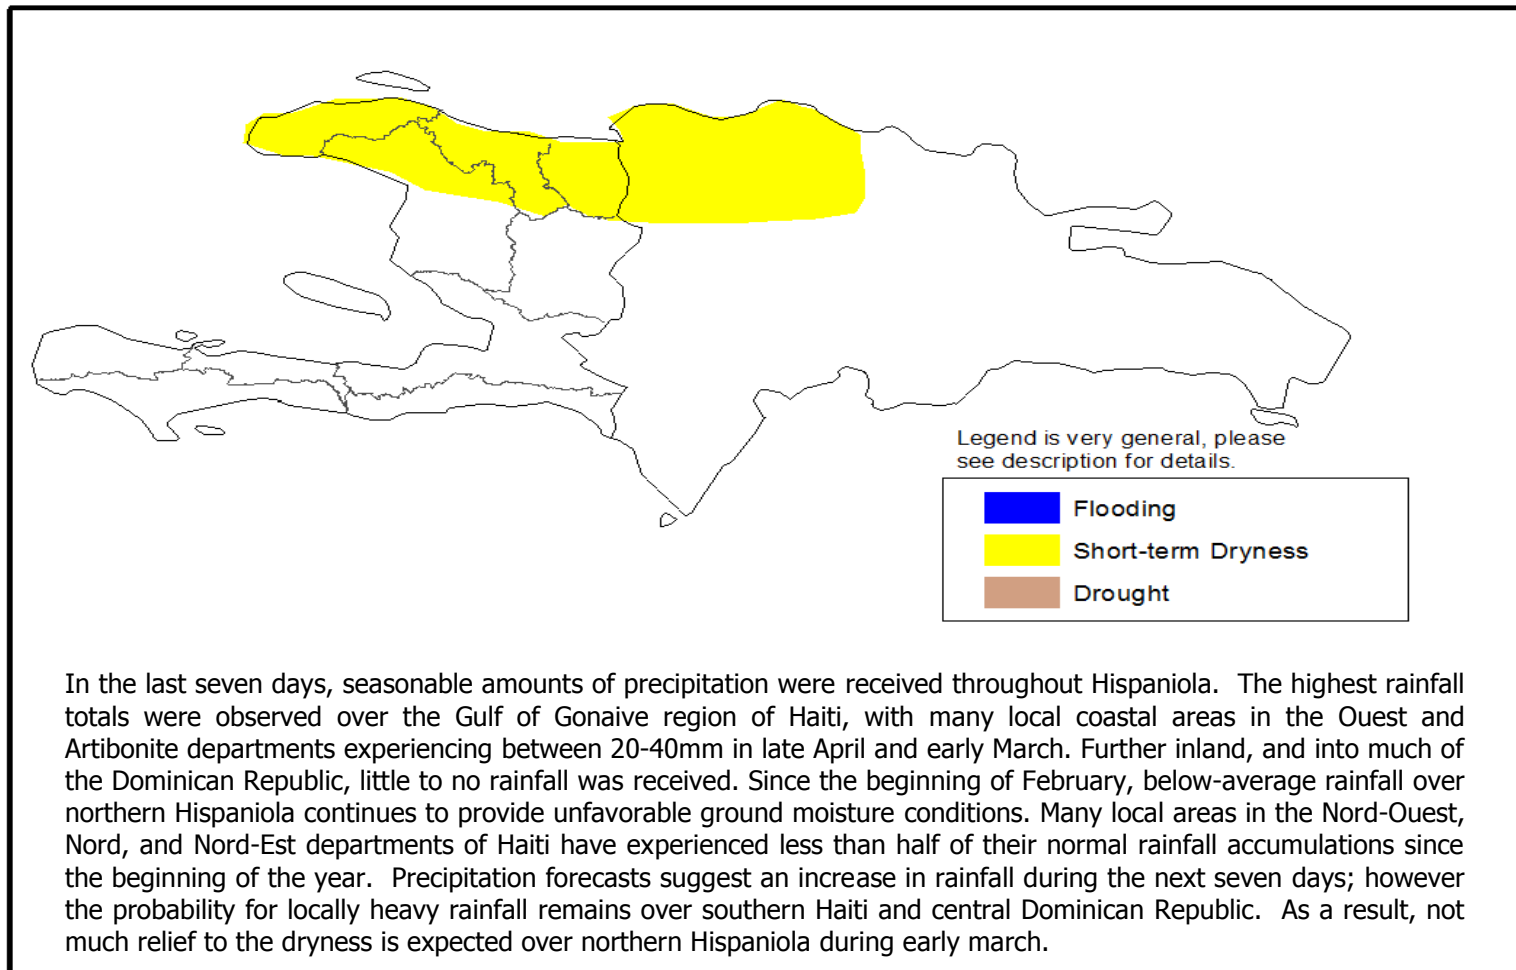 Legend is very general, please
see description for details.
Flooding
Short-term Dryness
Drought
In the last seven days, seasonable amounts of precipitation were received throughout Hispaniola.  The highest rainfall
totals were observed over the Gulf of Gonaive region of Haiti, with many local coastal areas in the Ouest and
Artibonite departments experiencing between 20-40mm in late April and early March. Further inland, and into much of
the Dominican Republic, little to no rainfall was received. Since the beginning of February, below-average rainfall over
northern Hispaniola continues to provide unfavorable ground moisture conditions. Many local areas in the Nord-Ouest,
Nord, and Nord-Est departments of Haiti have experienced less than half of their normal rainfall accumulations since
the beginning of the year.  Precipitation forecasts suggest an increase in rainfall during the next seven days; however
the probability for locally heavy rainfall remains over southern Haiti and central Dominican Republic.  As a result, not
much relief to the dryness is expected over northern Hispaniola during early march.